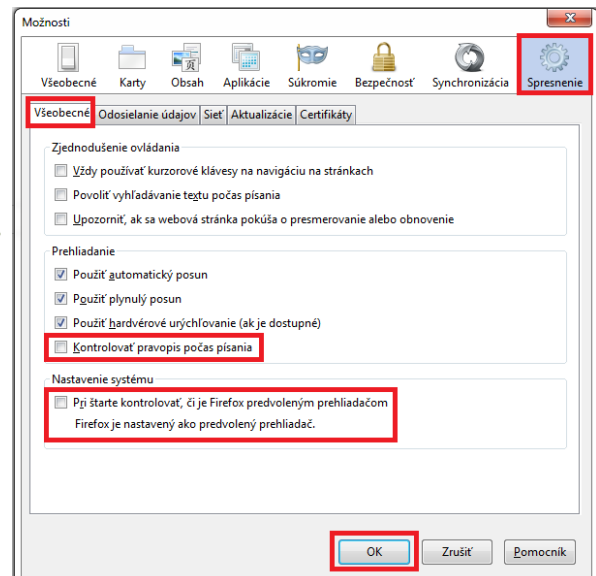 Možnosti
Všeobecné Karty Obsah Aplikácie Súkromie Bezpečnosť Synchronizácia Spresnenie
Všeobecné Odosielanie údajov Sieť Aktualizácie Certifikáty
Zjednodušenie ovládania
Vždy používať kurzorové klávesy na navigáciu na stránkach
Povoliť vyhľadávanie textu počas písania
Upozorniť, ak sa webová stránka pokúša o presmerovanie alebo obnovenie
Prehliadanie
Použiť automatický posun
Použiť plynulý posun
Použiť hardvérové urýchľovanie (ak je dostupné)
Kontrolovať pravopis počas písania
Nastavenie systému
Pri štarte kontrolovať, či je Firefox predvoleným prehliadačom
Firefox je nastavený ako predvolený prehliadač.
OK Zrušiť Pomocník